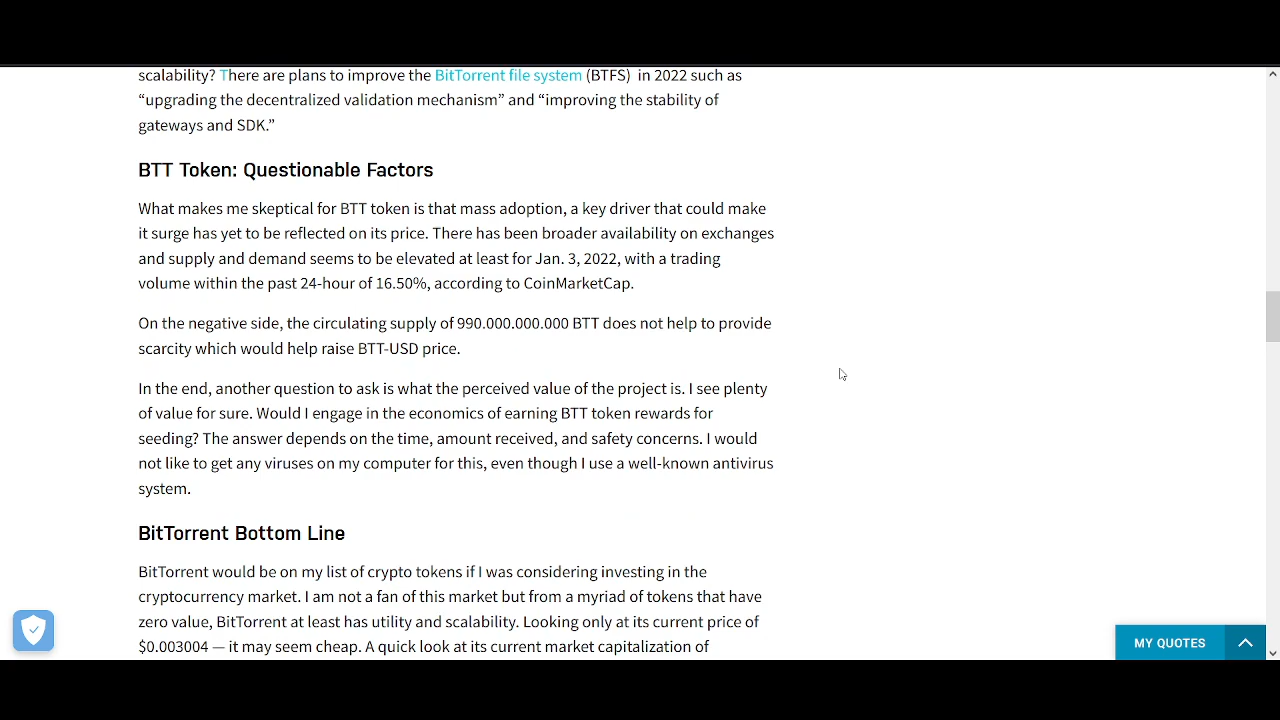 scalability? There are plans to improve the BitTorrent file system (BTFS) in 2022 such as
“upgrading the decentralized validation mechanism” and “improving the stability of
gateways and SDK.”
BTT Token: Questionable Factors
What makes me skeptical for BTT token is that mass adoption, a key driver that could make
it surge has yet to be reflected on its price. There has been broader availability on exchanges
and supply and demand seems to be elevated at least for Jan. 3, 2022, with a trading
volume within the past 24-hour of 16.50%, according to CoinMarketCap.
On the negative side, the circulating supply of 990.000.000.000 BTT does not help to provide
scarcity which would help raise BTT-USD price.
In the end, another question to ask is what the perceived value of the project is. I see plenty
of value for sure. Would I engage in the economics of earning BTT token rewards for
seeding? The answer depends on the time, amount received, and safety concerns. I would
not like to get any viruses on my computer for this, even though I use a well-known antivirus
system.
BitTorrent Bottom Line
BitTorrent would be on my list of crypto tokens if I was considering investing in the
cryptocurrency market. I am not a fan of this market but from a myriad of tokens that have
zero value, BitTorrent at least has utility and scalability. Looking only at its current price of
$0.003004 — it may seem cheap. A quick look at its current market capitalization of
MY QUOTES